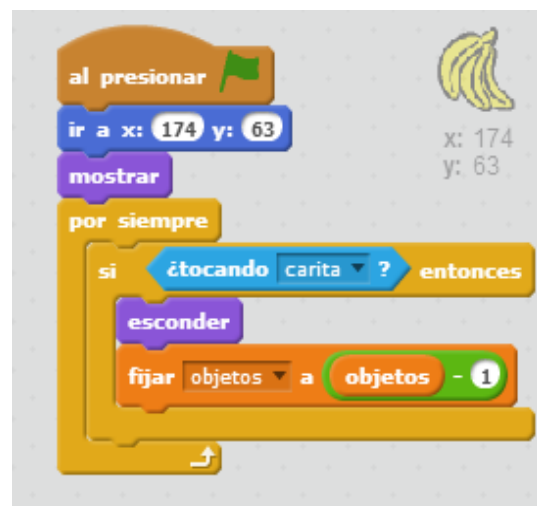 al presionar
ir a x: 174 y: 63
mostrar
por siempre
si ¿tocando carita ? entonces
esconder
fijar objetos a objetos - 1
x: 174
y: 63